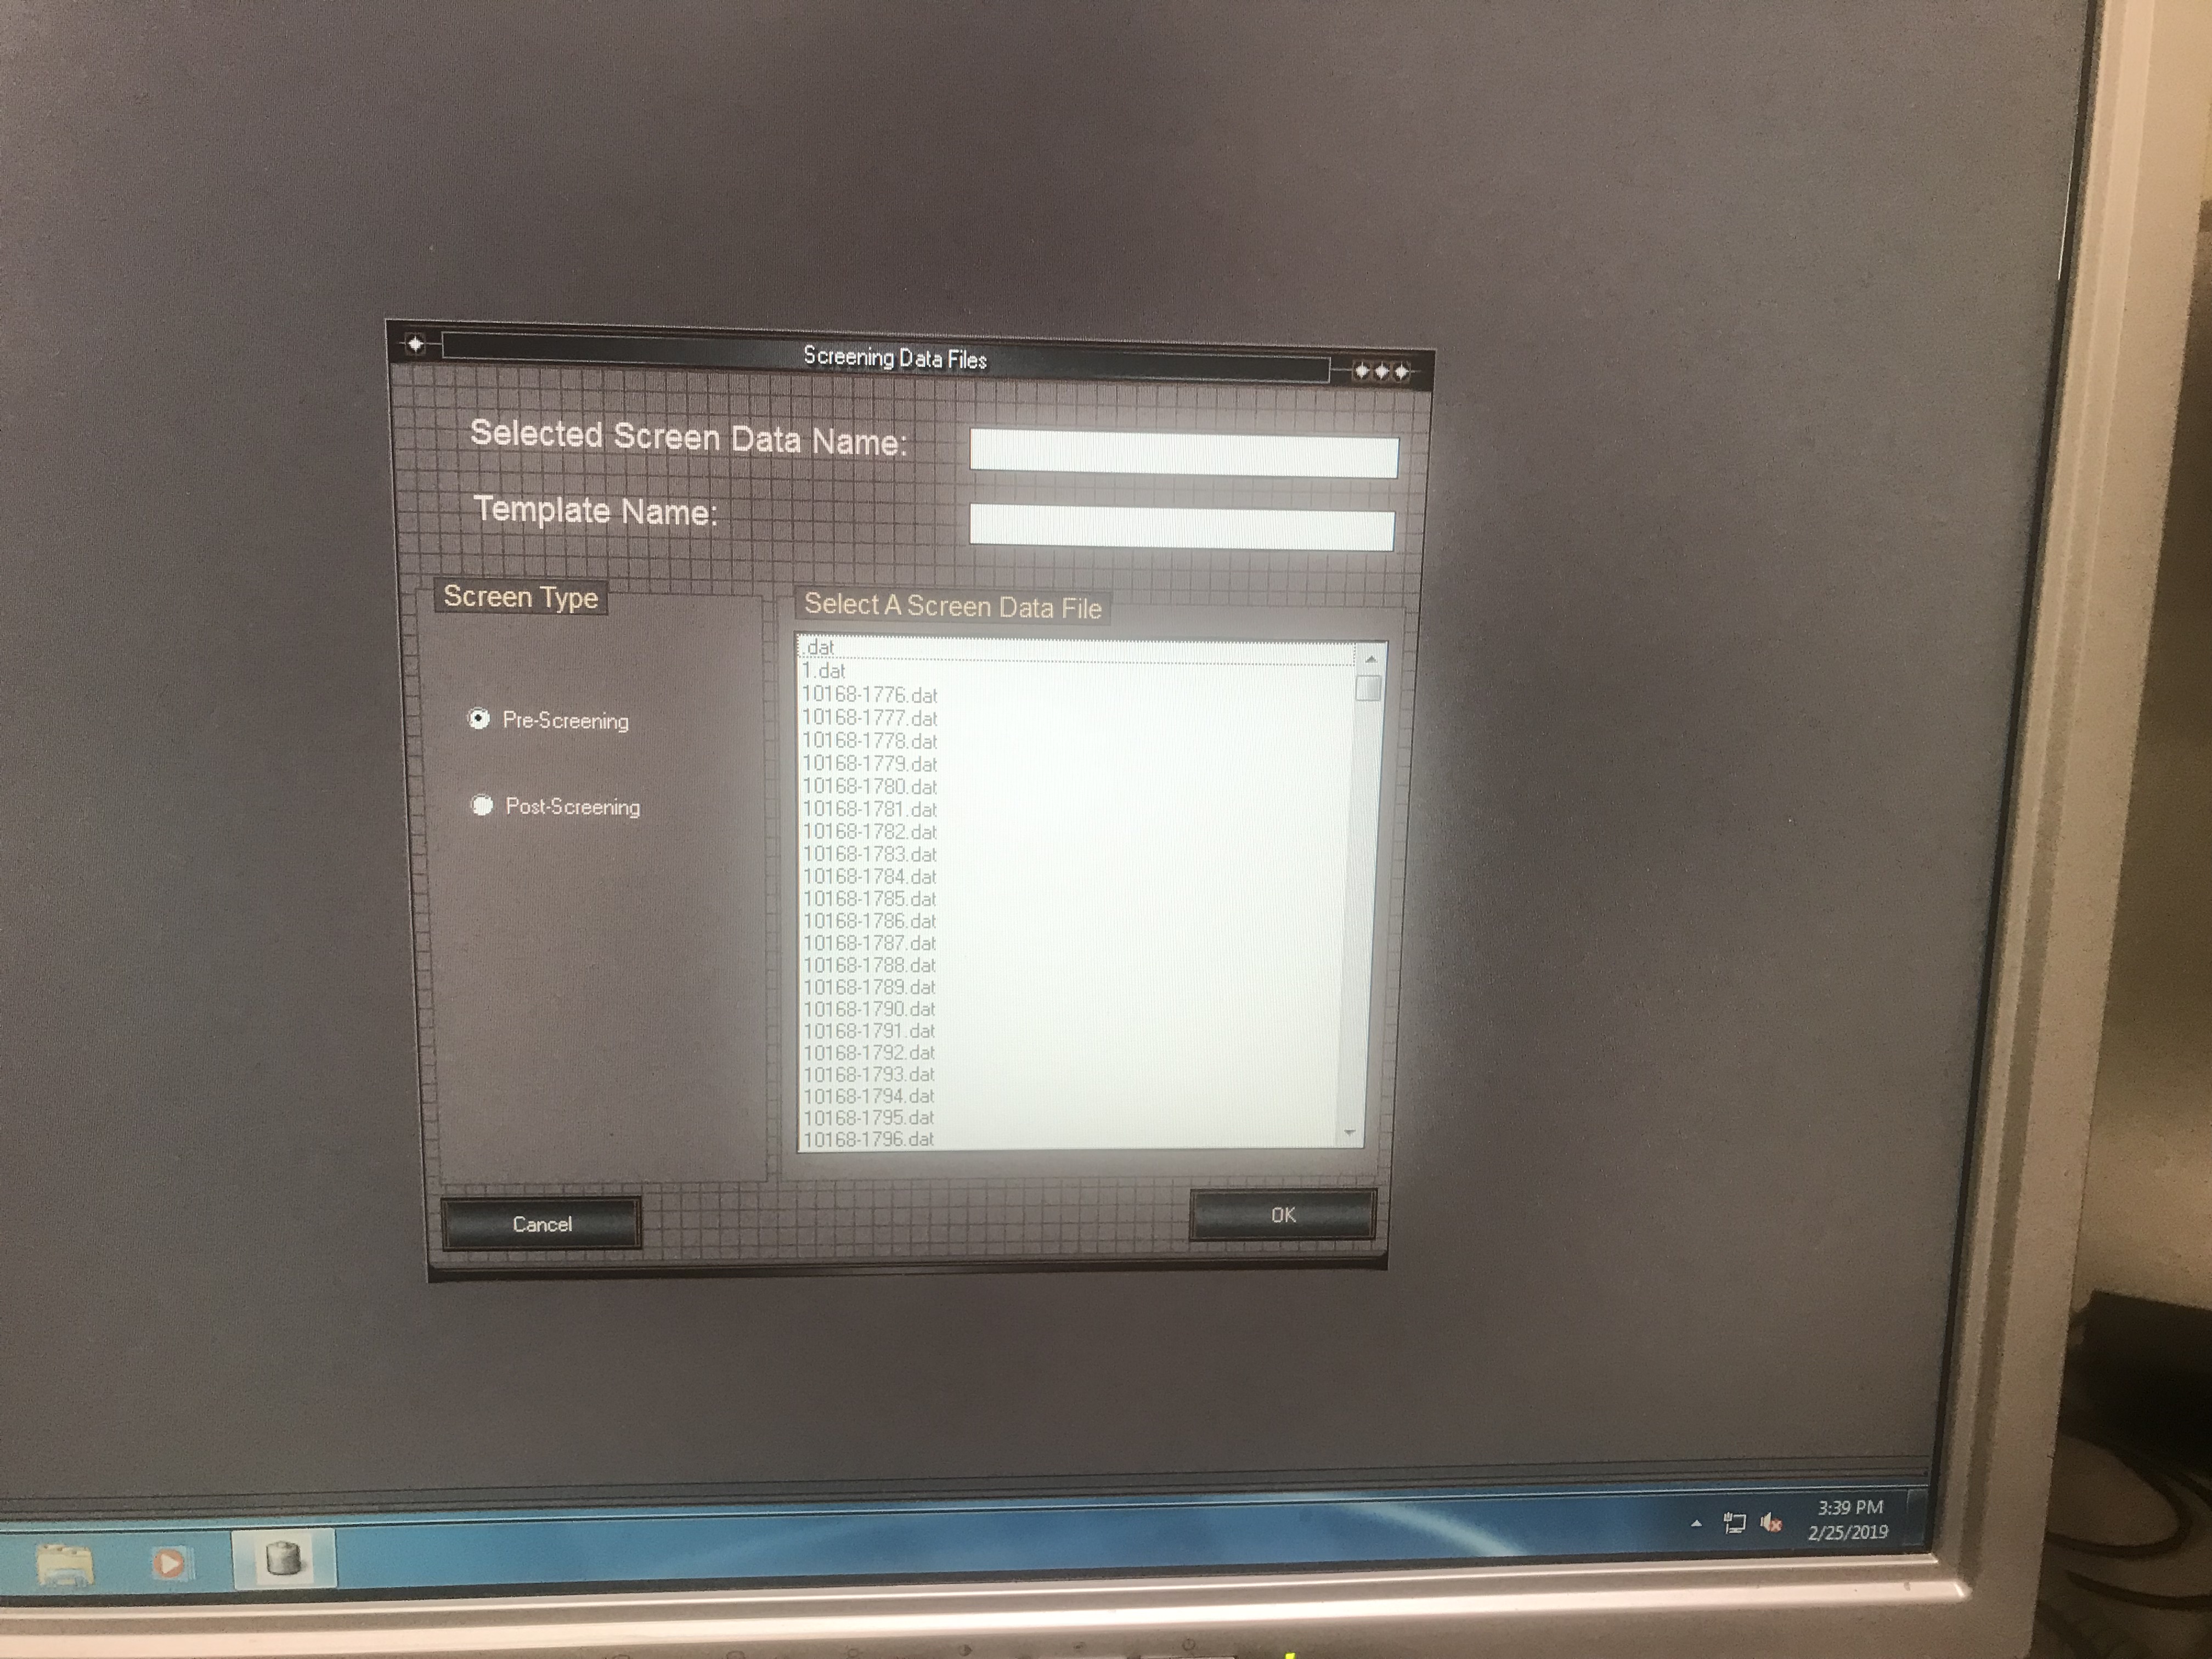 Screening Data Files
Selected Screen Data Name:
Template Name:
Screen Type
Pre-Screening
Post-Screening
Select A Screen Data File
.dat
1.dat
10168-1776.dat
10168-1777.dat
10168-1778.dat
10168-1779.dat
10168-1780.dat
10168-1781.dat
10168-1782.dat
10168-1783.dat
10168-1784.dat
10168-1785.dat
10168-1786.dat
10168-1787.dat
10168-1788.dat
10168-1789.dat
10168-1790.dat
10168-1791.dat
10168-1792.dat
10168-1793.dat
10168-1794.dat
10168-1795.dat
10168-1796.dat
Cancel
OK
3:39 PM
2/25/2019